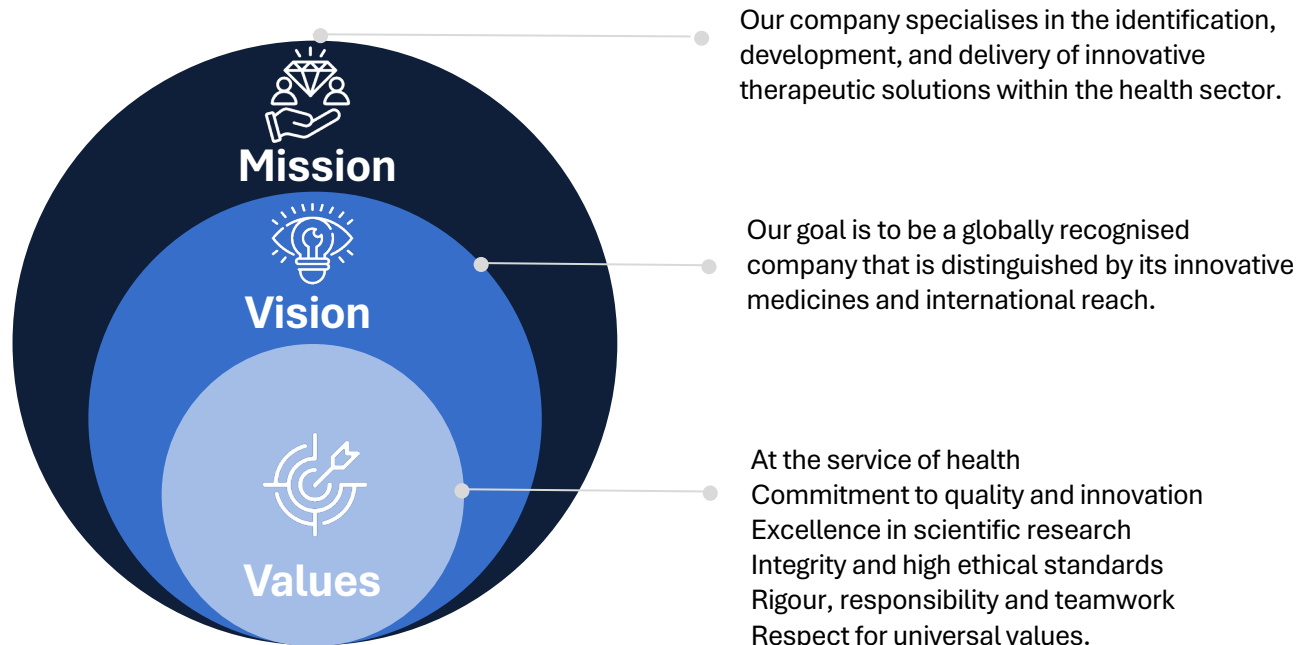 Our company specialises in the identification,
development, and delivery of innovative
therapeutic solutions within the health sector.
Mission
Our goal is to be a globally recognised
company that is distinguished by its innovative
medicines and international reach.
Vision
At the service of health
Commitment to quality and innovation
Excellence in scientific research
Integrity and high ethical standards
Rigour, responsibility and teamwork
Respect for universal values.
Values